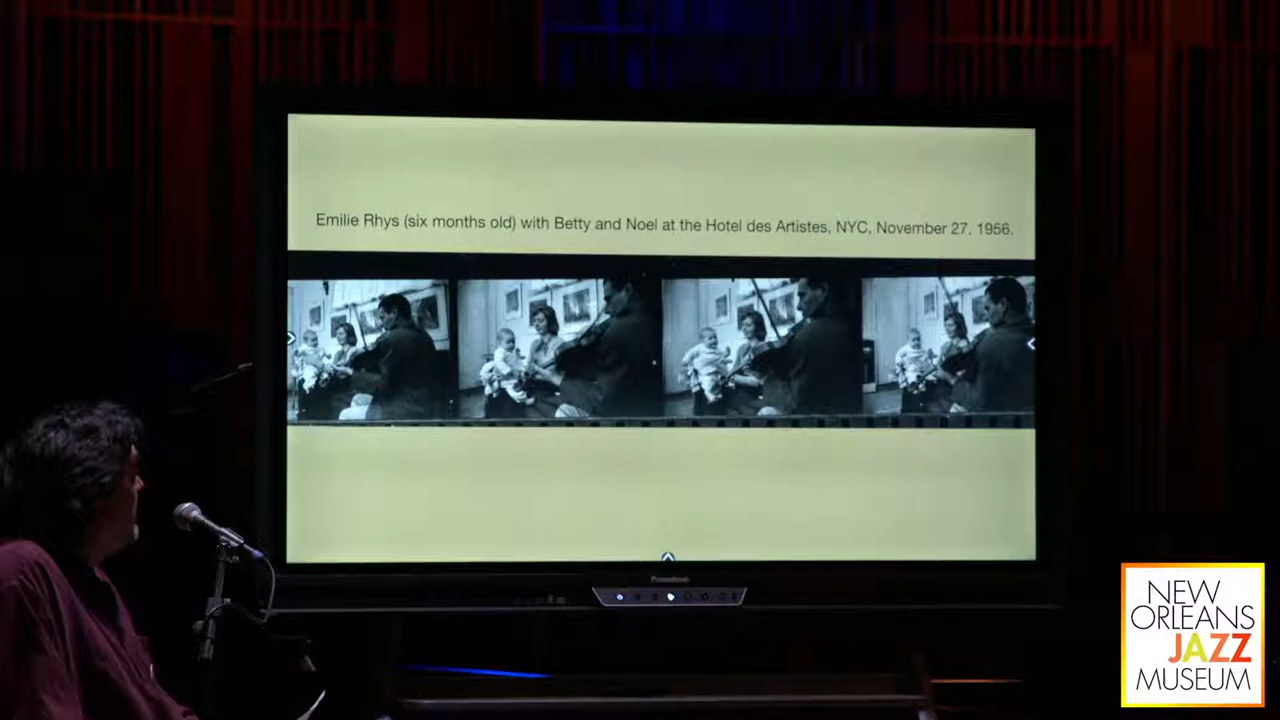 Emilie Rhys (six months old) with Betty and Noel at the Hotel des Artistes, NYC, November 27. 1956.
NEW
ORLEANS
JAZZ
MUSEUM